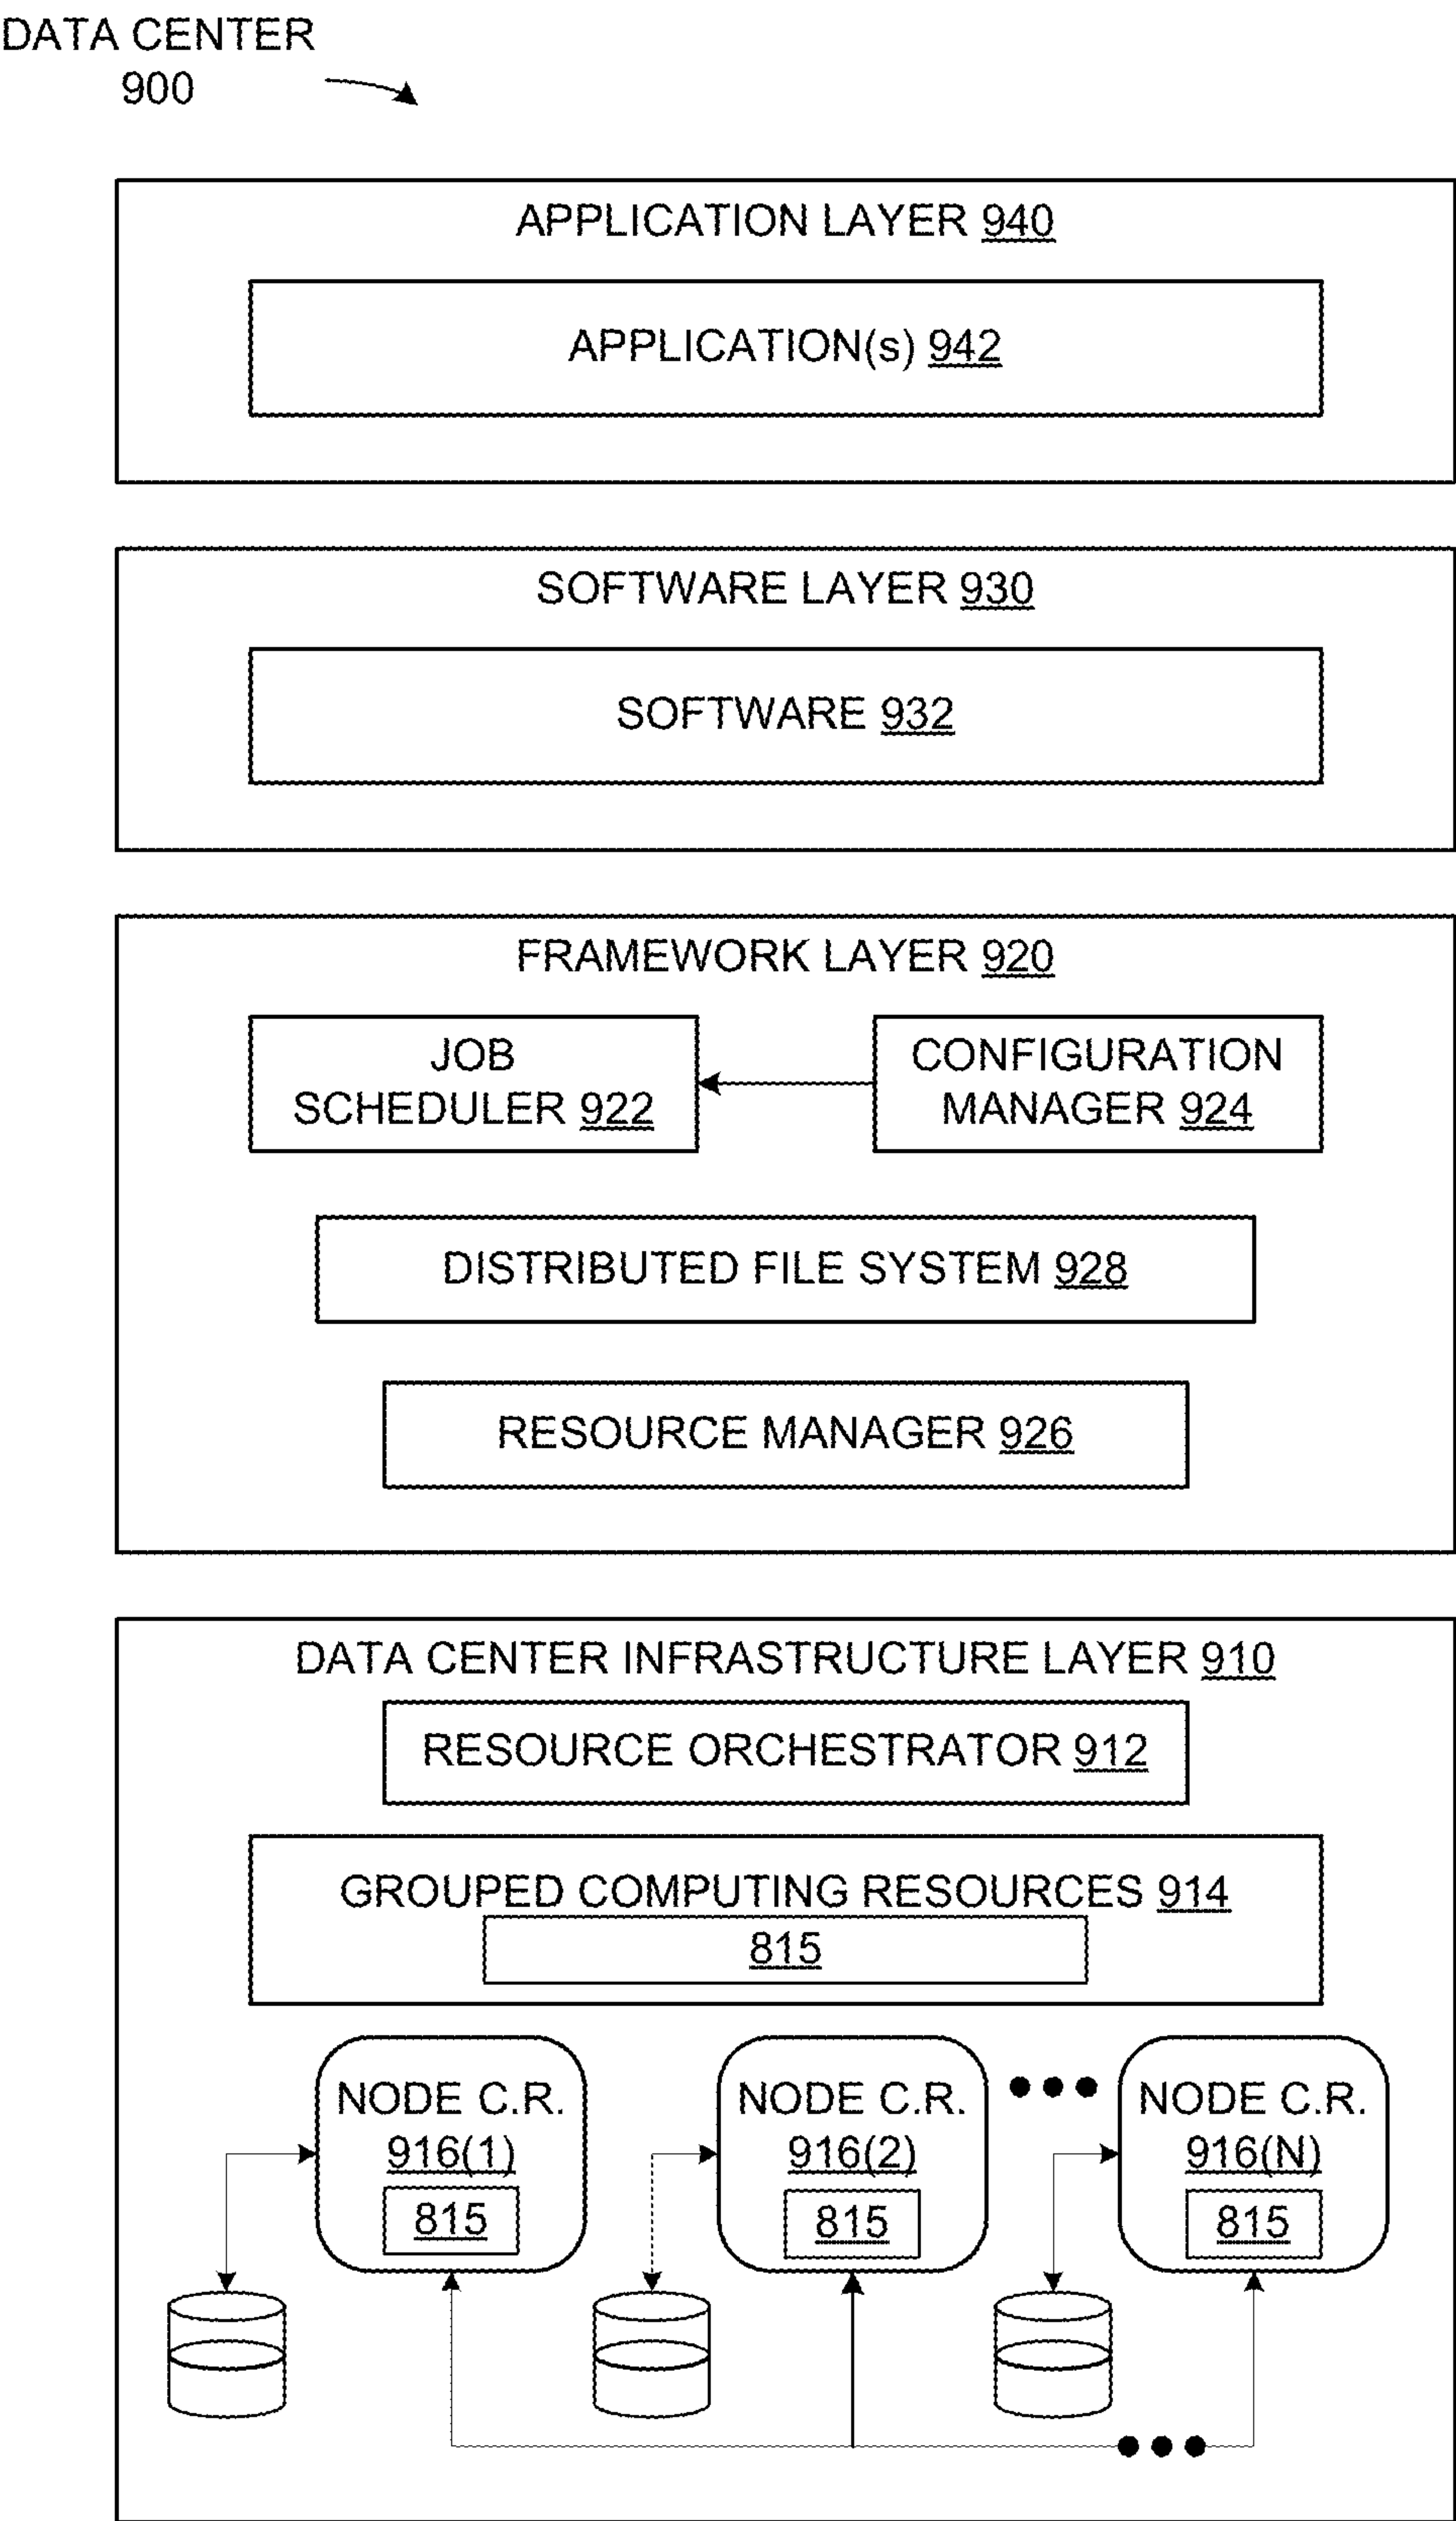 DATA CENTER
900
APPLICATION LAYER 940
APPLICATION(s) 942
SOFTWARE LAYER 930
SOFTWARE 932
FRAMEWORK LAYER 920
JOB
SCHEDULER 922
CONFIGURATION
MANAGER 924
DISTRIBUTED FILE SYSTEM 928
RESOURCE MANAGER 926
DATA CENTER INFRASTRUCTURE LAYER 910
RESOURCE ORCHESTRATOR 912
GROUPED COMPUTING RESOURCES 914
815
NODE C.R.
916(1)
815
NODE C.R.
916(2)
815
NODE C.R.
916(N)
815